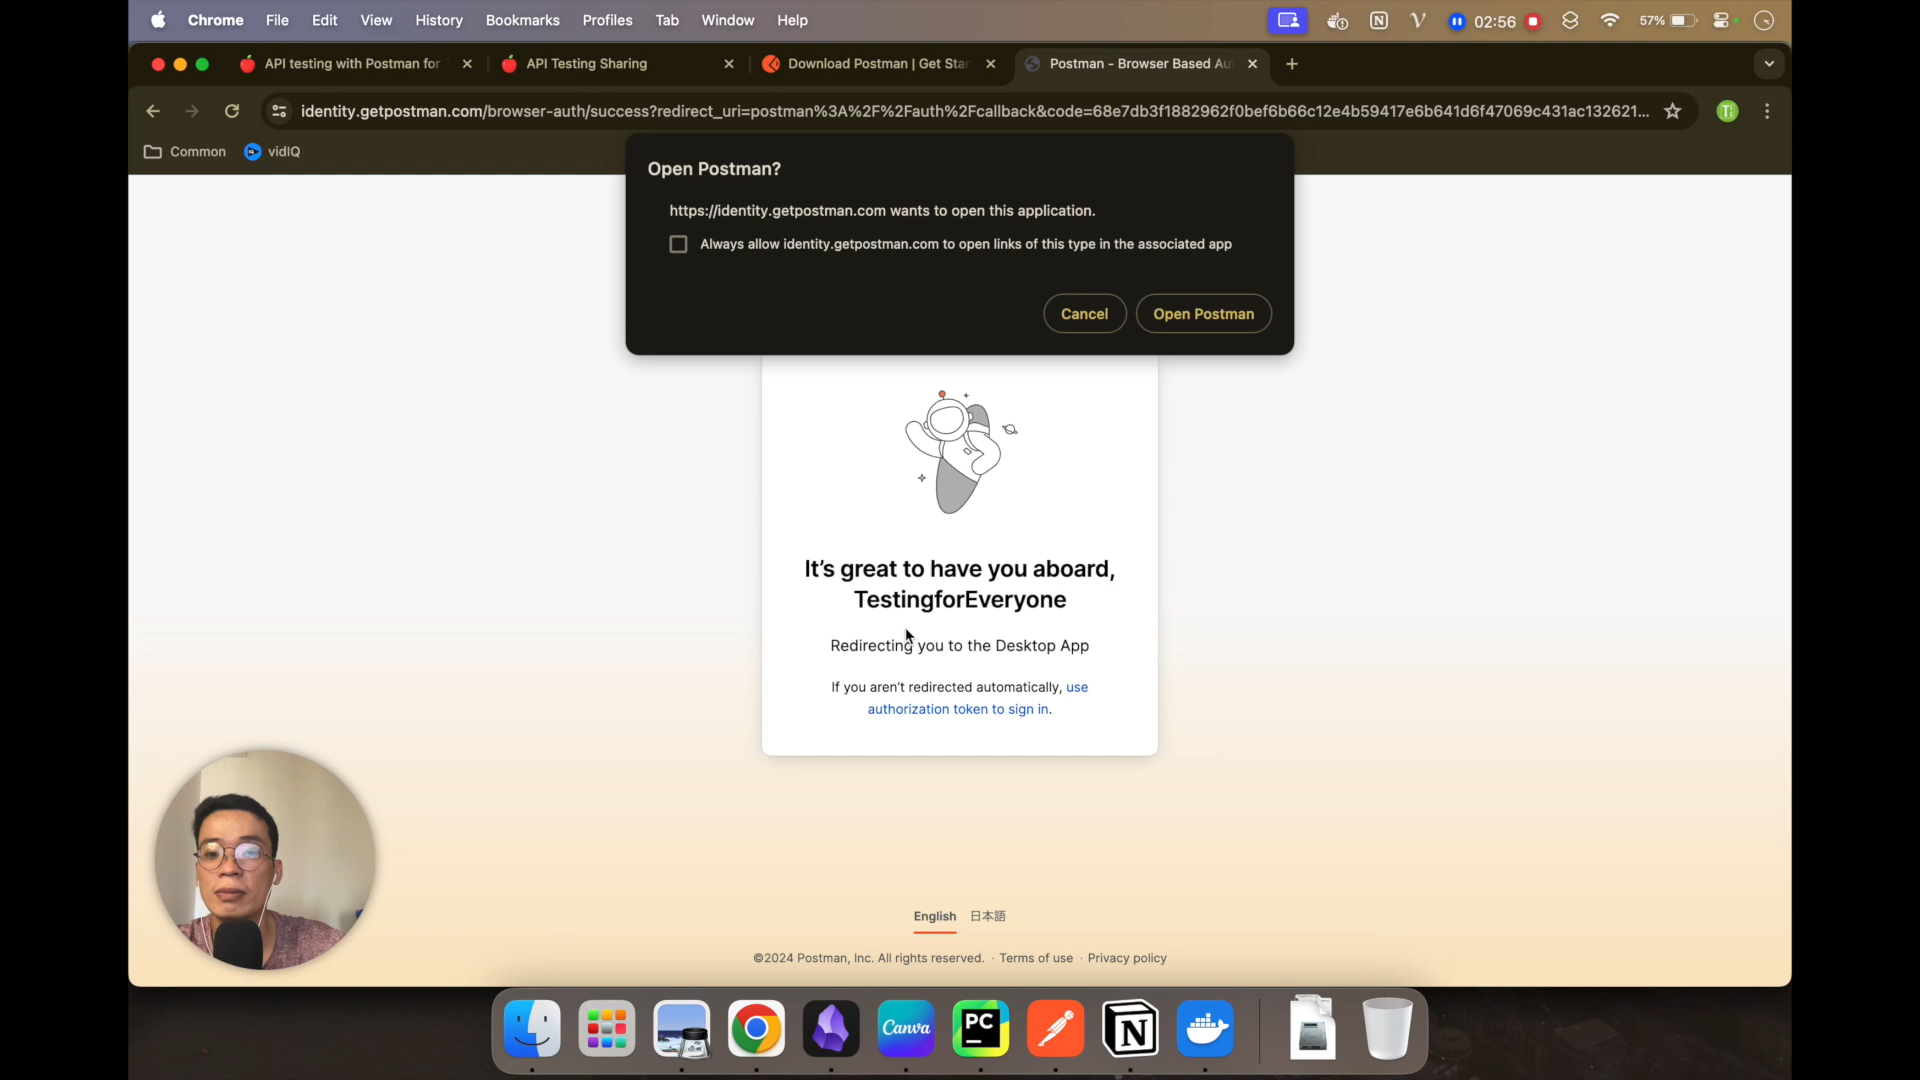 Chrome File Edit View History Bookmarks Profiles Tab Window Help 02:56 57%
API testing with Postman for API Testing Sharing Download Postman | Get Star Postman - Browser Based Au
identity.getpostman.com/browser-auth/success?redirect_uri=postman%3A%2F%2Fauth%2Fcallback&code=68e7db3f1882962f0bef6b66c12e4b59417e6b641d6f47069c431ac132621...
Common vidIQ
Open Postman?
https://identity.getpostman.com wants to open this application.
Always allow identity.getpostman.com to open links of this type in the associated app
Cancel Open Postman
It's great to have you aboard,
TestingforEveryone
Redirecting you to the Desktop App
If you aren't redirected automatically, use
authorization token to sign in.
English 日本語
©2024 Postman, Inc. All rights reserved. · Terms of use · Privacy policy
Canva PC N